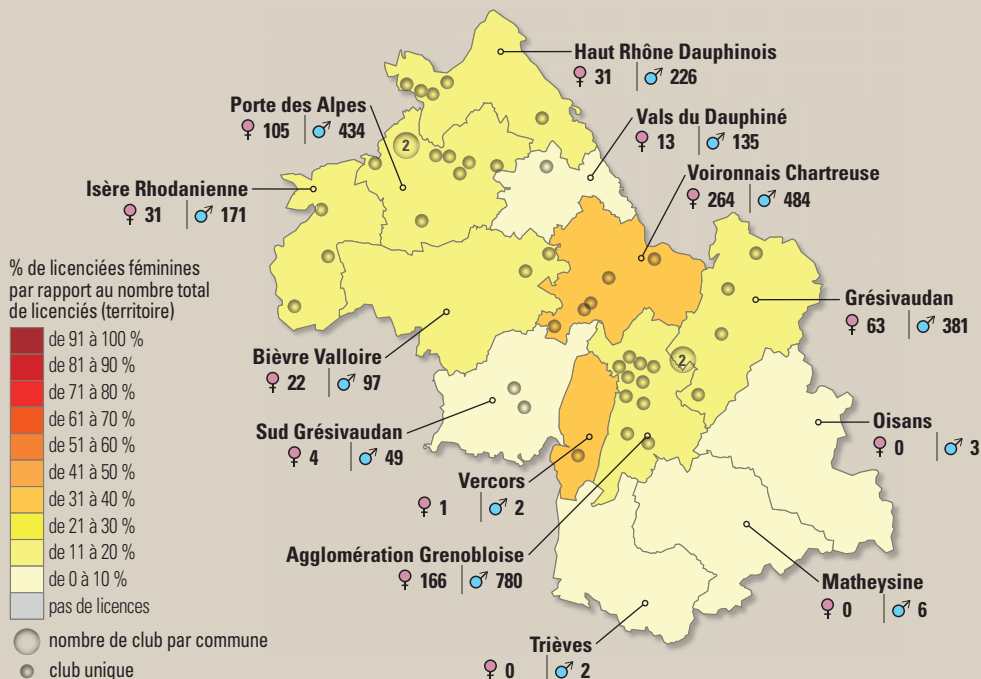 Haut Rhône Dauphinois
♀ 31 | ♂ 226
Porte des Alpes
♀ 105 | ♂ 434
Vals du Dauphiné
♀ 13 | ♂ 135
2
Isère Rhodanienne
♀ 31 | ♂ 171
Voironnais Chartreuse
♀ 264 | ♂ 484
% de licenciées féminines
par rapport au nombre total
de licenciés (territoire)
de 91 à 100 %
de 81 à 90 %
de 71 à 80 %
de 61 à 70 %
de 51 à 60 %
de 41 à 50 %
de 31 à 40 %
de 21 à 30 %
de 11 à 20 %
de 0 à 10 %
pas de licences
nombre de club par commune
club unique
Grésivaudan
♀ 63 | ♂ 381
Bièvre Valloire
♀ 22 | ♂ 97
2
Sud Grésivaudan
♀ 4 | ♂ 49
Oisans
♀ 0 | ♂ 3
Vercors
♀ 1 | ♂ 2
Agglomération Grenobloise
♀ 166 | ♂ 780
Matheysine
♀ 0 | ♂ 6
Trièves
♀ 0 | ♂ 2